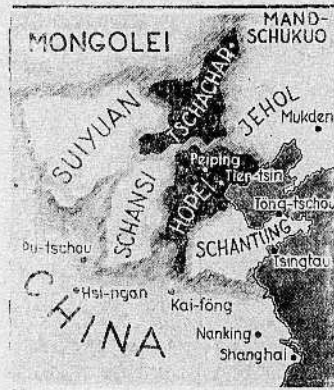 MONGOLEI
MAND-
SCHUKUO
TSCHACHAR
JEHOL
Mukden
SUIYUAN
Peiping
Tien-tsin
HOPEI
SCHANSI
Tong-tschou
SCHANTUNG
Tsingtau
Pu-tschou
Hsi-ngan
Kai-föng
CHINA
Nanking
Shanghai